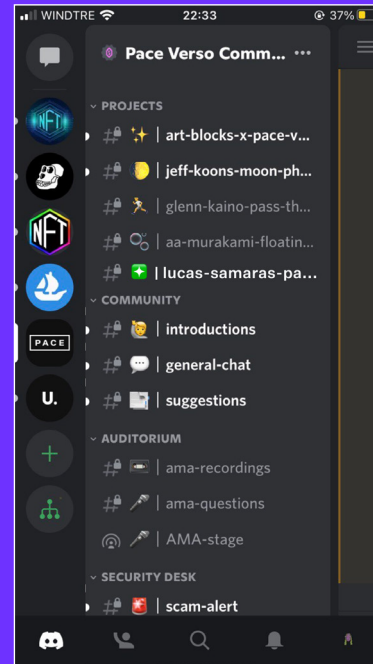 WINDTRE 22:33 37%
Pace Verso Comm... ...
PROJECTS
| art-blocks-x-pace-v...
| jeff-koons-moon-ph...
| glenn-kaino-pass-th...
| aa-murakami-floatin...
| lucas-samaras-pa...
COMMUNITY
| introductions
| general-chat
| suggestions
AUDITORIUM
| ama-recordings
| ama-questions
| AMA-stage
SECURITY DESK
| scam-alert
NFT
NFT
PACE
U.